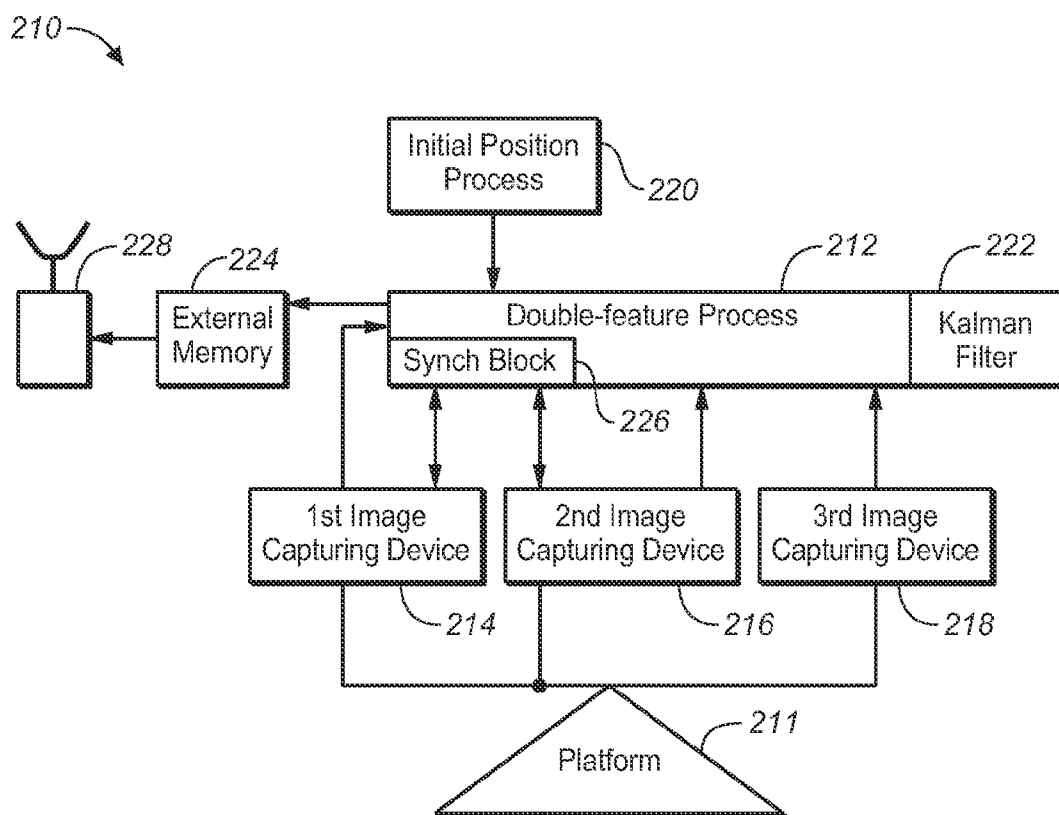 210
Initial Position
Process
220
228
224
212
222
External
Memory
Double-feature Process
Kalman
Filter
Synch Block
226
1st Image
Capturing Device
2nd Image
Capturing Device
3rd Image
Capturing Device
214
216
218
211
Platform